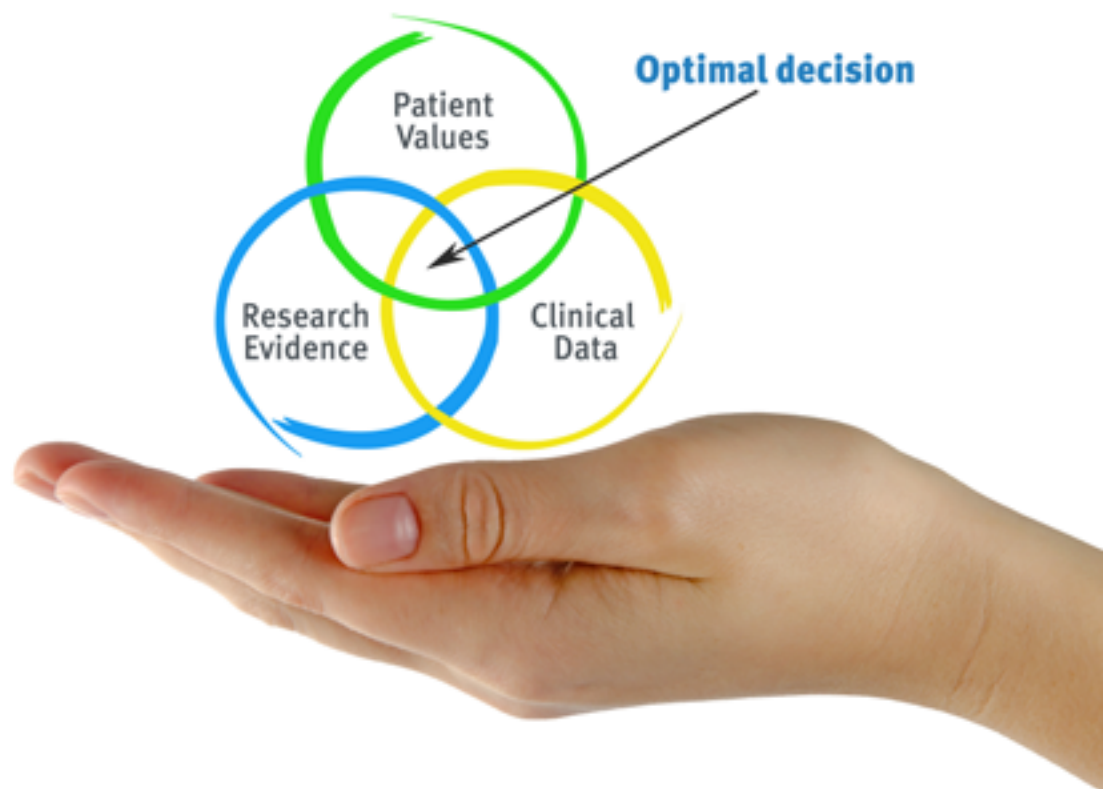 Optimal decision
Patient
Values
Research
Evidence
Clinical
Data